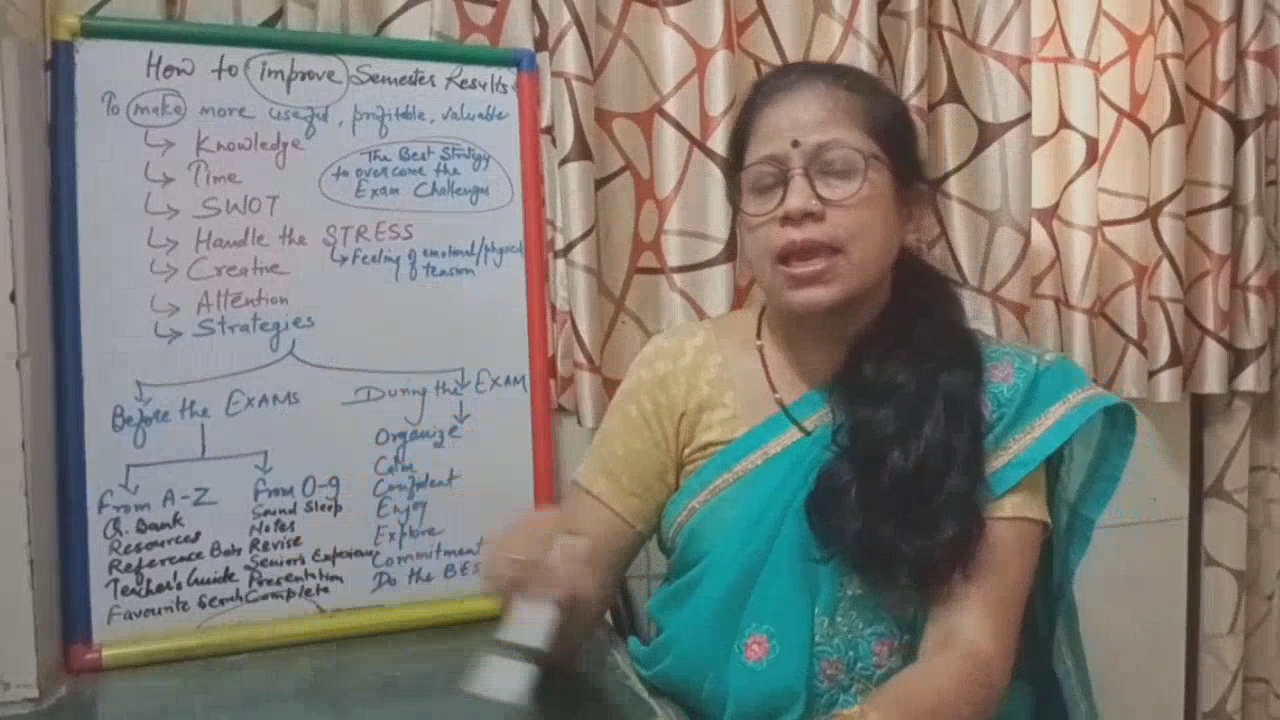 How to Improve Semester Results
To make more useful, profitable, valuable
↳ Knowledge
↳ Time
↳ SWOT
↳ Handle the STRESS
↳ Feeling of emotional/physical
tension
↳ Creative
↳ Attention
↳ Strategies
The Best Strategy
to overcome the
Exam Challenges
Before the EXAMS
From A-Z
Q. Bank
Resources
Reference
Teacher's Guide
Favourite
From 0-9
Sound Sleep
Notes
Revise
Senior's Experience
Presentation
Complete
During the EXAM
Organize
Calm
Confident
Enjoy
Explore
Commitment
Do the BES